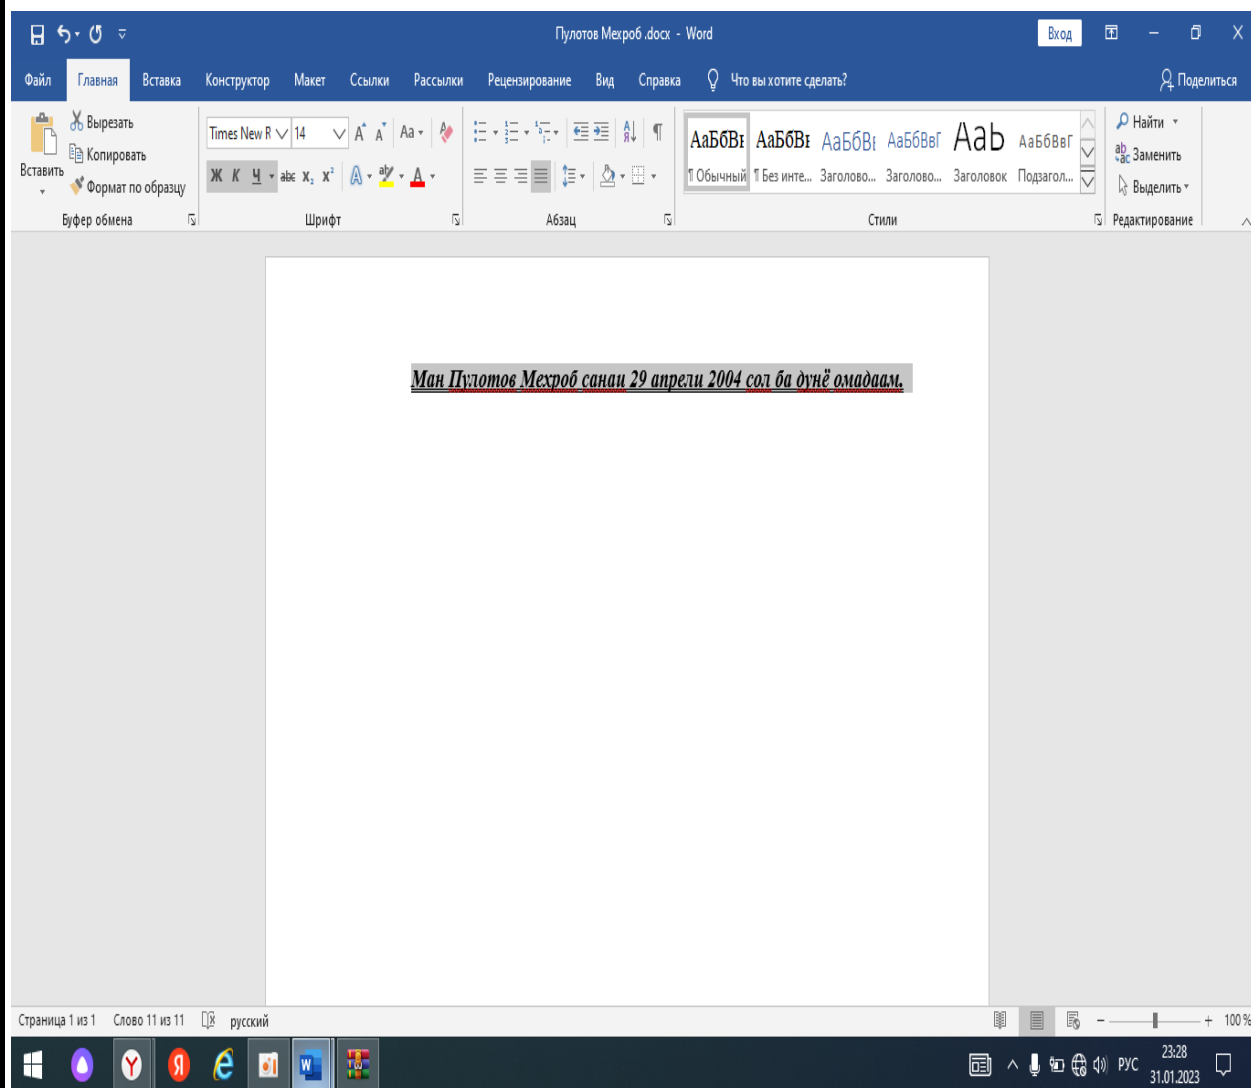 Пулотов Мехроб .docx - Word
Вход
Файл Главная Вставка Конструктор Макет Ссылки Рассылки Рецензирование Вид Справка Что вы хотите сделать? Поделиться
Вставить
Вырезать
Копировать
Формат по образцу
Буфер обмена
Times New R 14
Аа
Ж К Ч abc X₂ X²
Шрифт
Абзац
АаБбВв АаБбВв АаБбВв АаБбВвГ АаЬ АаБбВвГ
¶ Обычный ¶ Без инте... Заголово... Заголово... Заголовок Подзагол...
Стили
Найти
Заменить
Выделить
Редактирование
Ман Пулотов Мехроб санаи 29 апрели 2004 сол ба дунё омадаам.
Страница 1 из 1 Слово 11 из 11 русский 100 %
РУС
23:28
31.01.2023